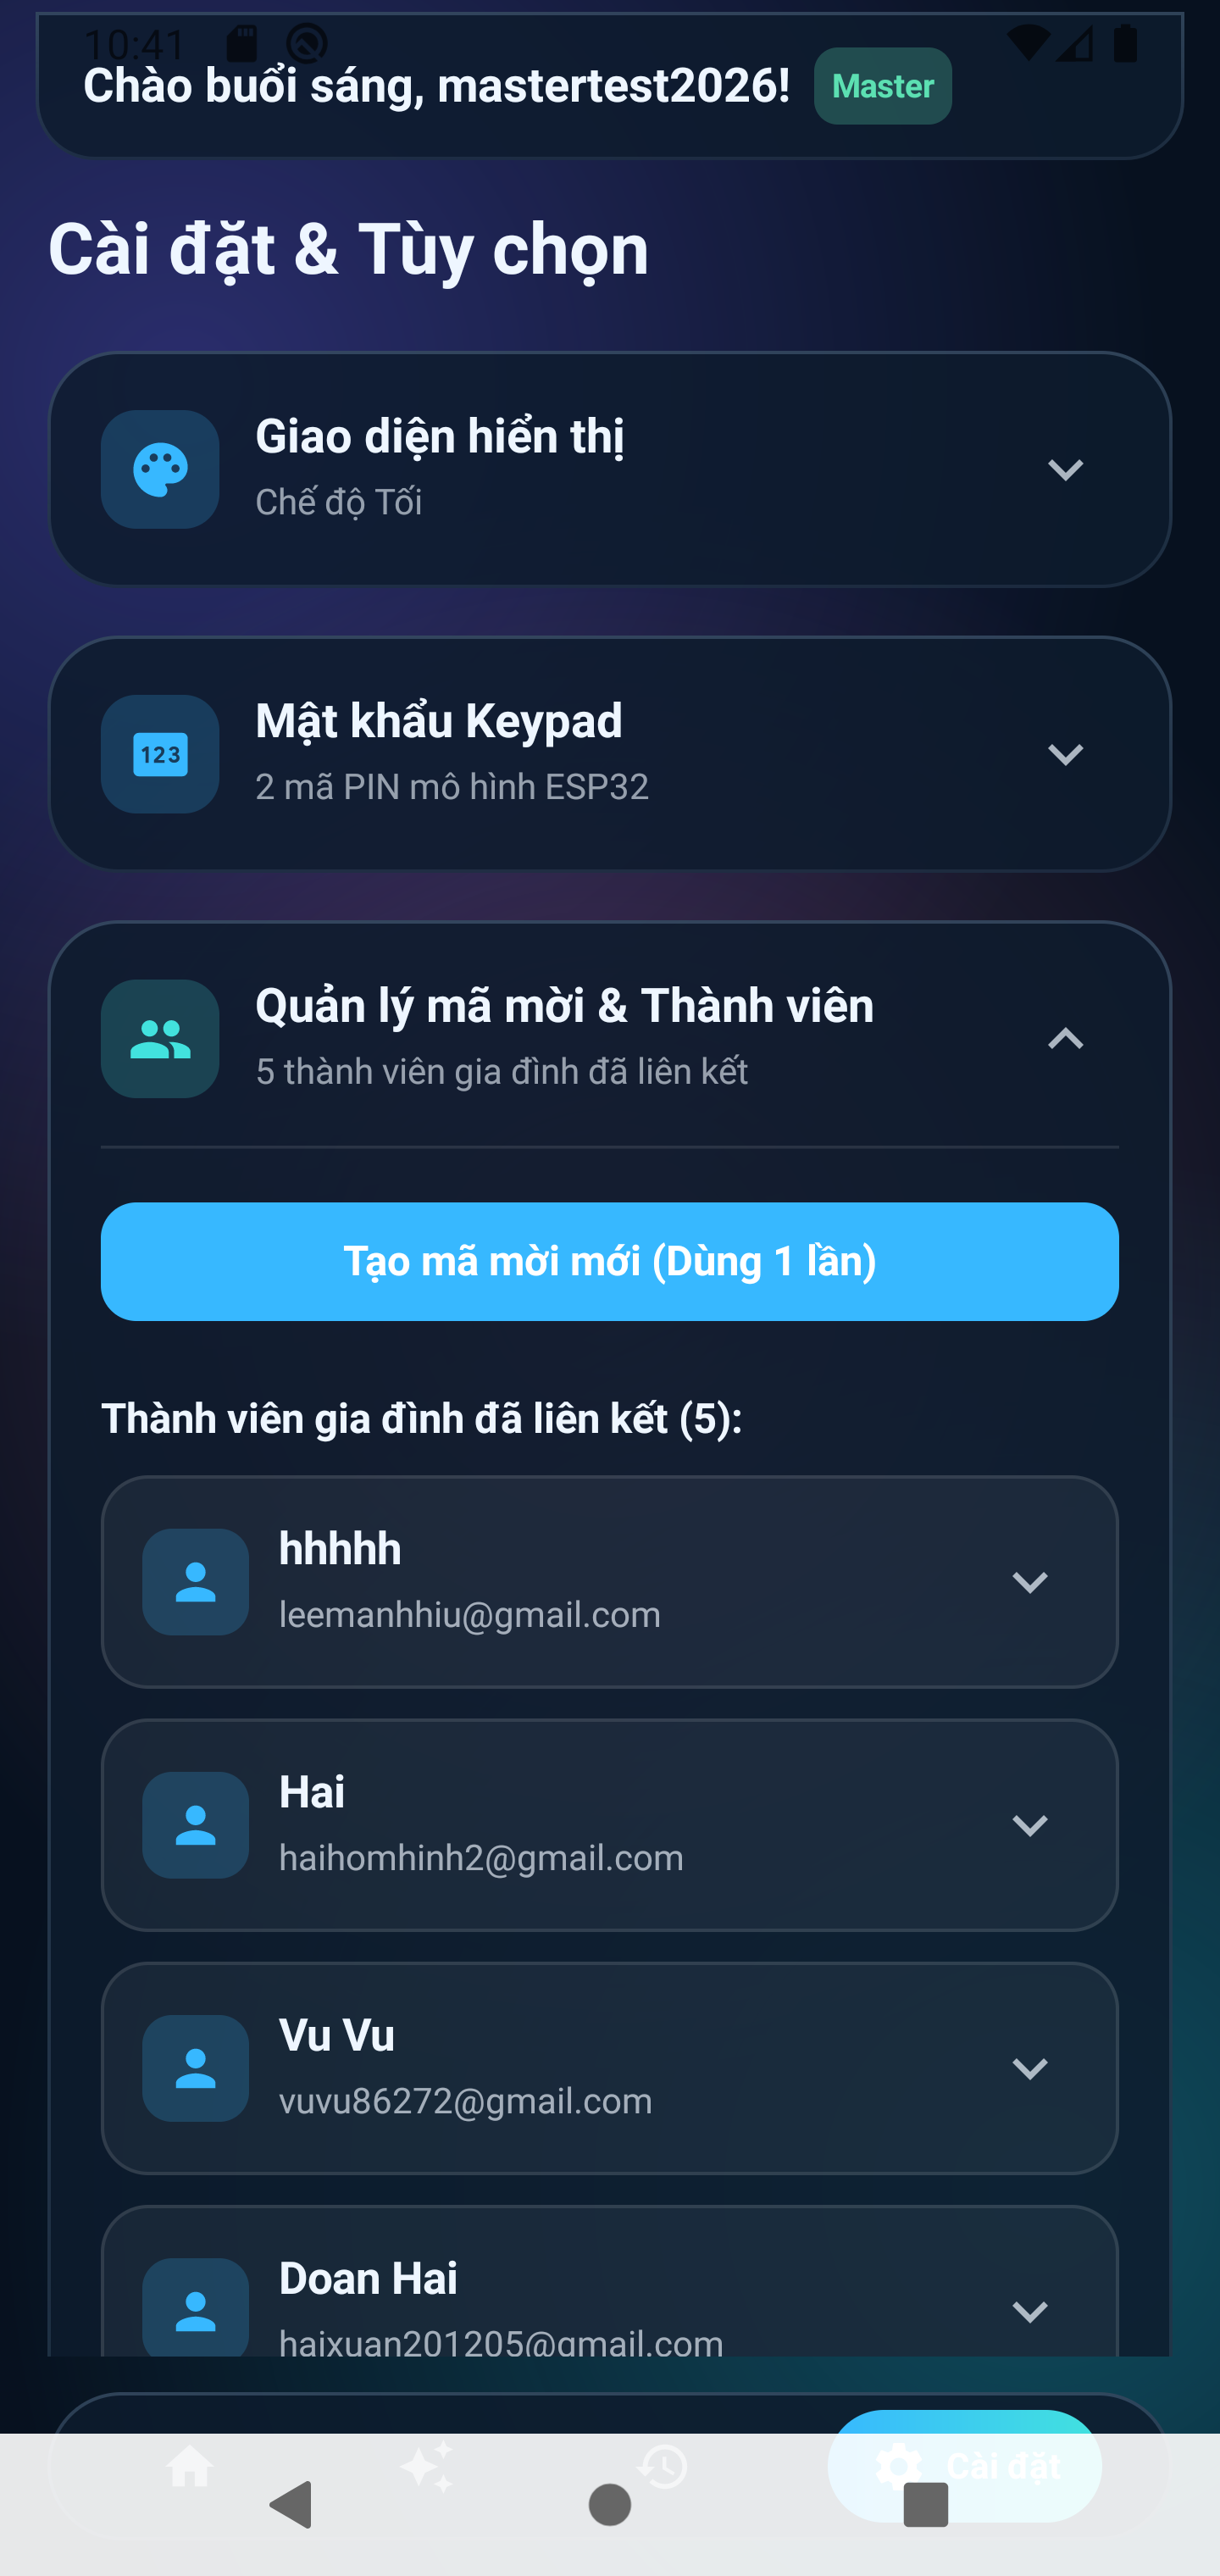 10:41
Chào buổi sáng, mastertest2026!
Master
Cài đặt & Tùy chọn
Giao diện hiển thị
Chế độ Tối
123
Mật khẩu Keypad
2 mã PIN mô hình ESP32
Quản lý mã mời & Thành viên
5 thành viên gia đình đã liên kết
Tạo mã mời mới (Dùng 1 lần)
Thành viên gia đình đã liên kết (5):
hhhhh
leemanhhiu@gmail.com
Hai
haihomhinh2@gmail.com
Vu Vu
vuvu86272@gmail.com
Doan Hai
haixuan201205@gmail.com
Cài đặt